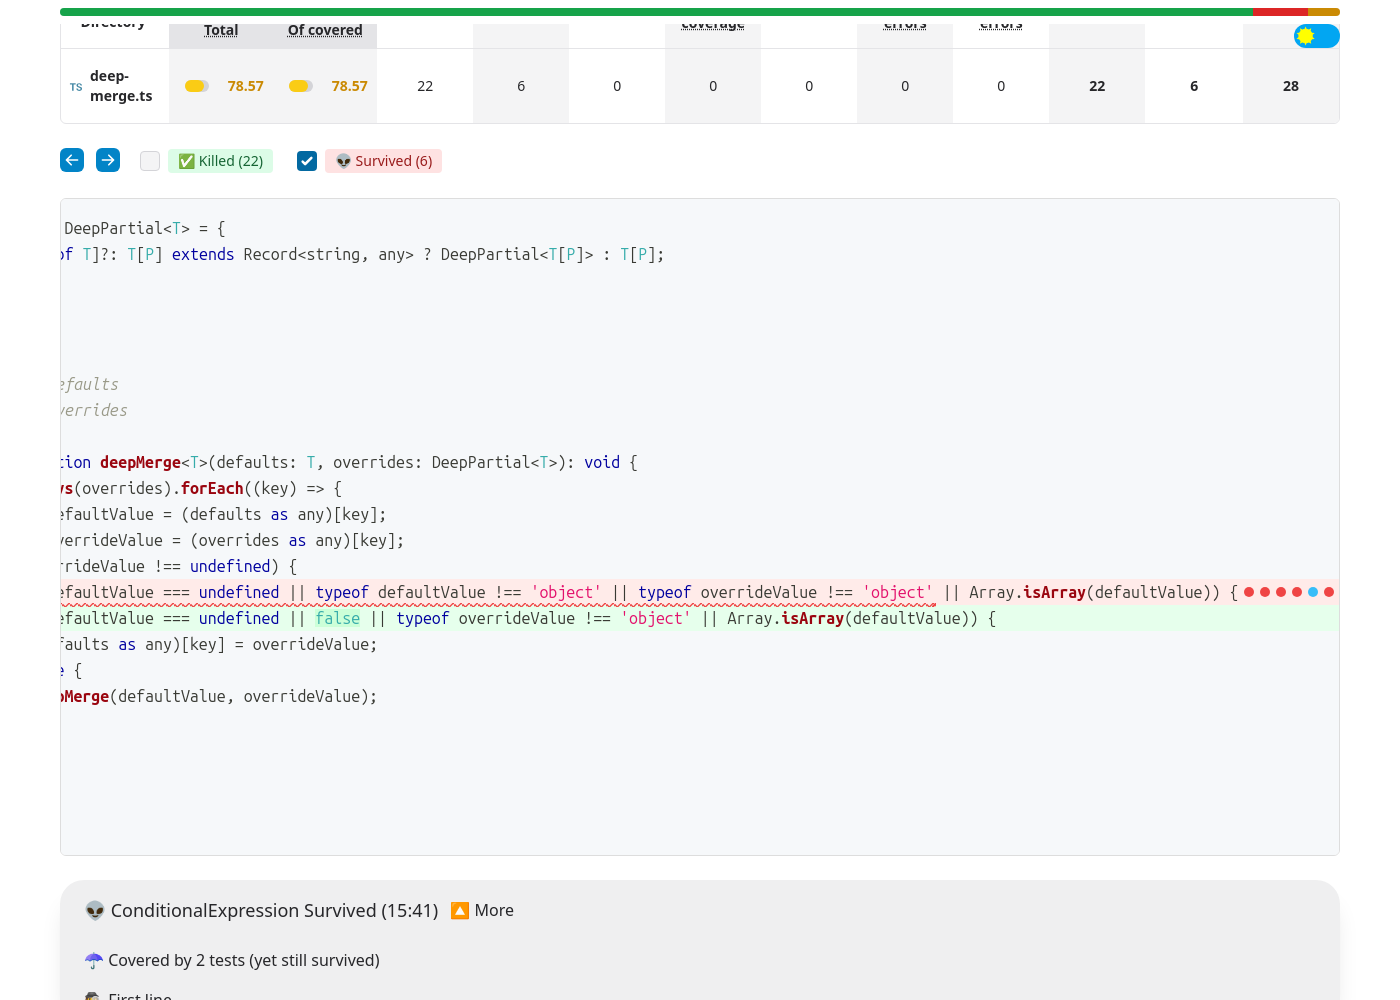 Directory Total Of covered coverage errors errors
TS deep-merge.ts 78.57 78.57 22 6 0 0 0 0 0 22 6 28
✅ Killed (22) 👽 Survived (6)
DeepPartial<T> = {
of T]?: T[P] extends Record<string, any> ? DeepPartial<T[P]> : T[P];
efaults
verrides
tion deepMerge<T>(defaults: T, overrides: DeepPartial<T>): void {
ys(overrides).forEach((key) => {
efaultValue = (defaults as any)[key];
verrideValue = (overrides as any)[key];
rrideValue !== undefined) {
efaultValue === undefined || typeof defaultValue !== 'object' || typeof overrideValue !== 'object' || Array.isArray(defaultValue)) {
efaultValue === undefined || false || typeof overrideValue !== 'object' || Array.isArray(defaultValue)) {
faults as any)[key] = overrideValue;
e {
pMerge(defaultValue, overrideValue);
👽 ConditionalExpression Survived (15:41) 🔼 More
☂️ Covered by 2 tests (yet still survived)
🕵️ First line